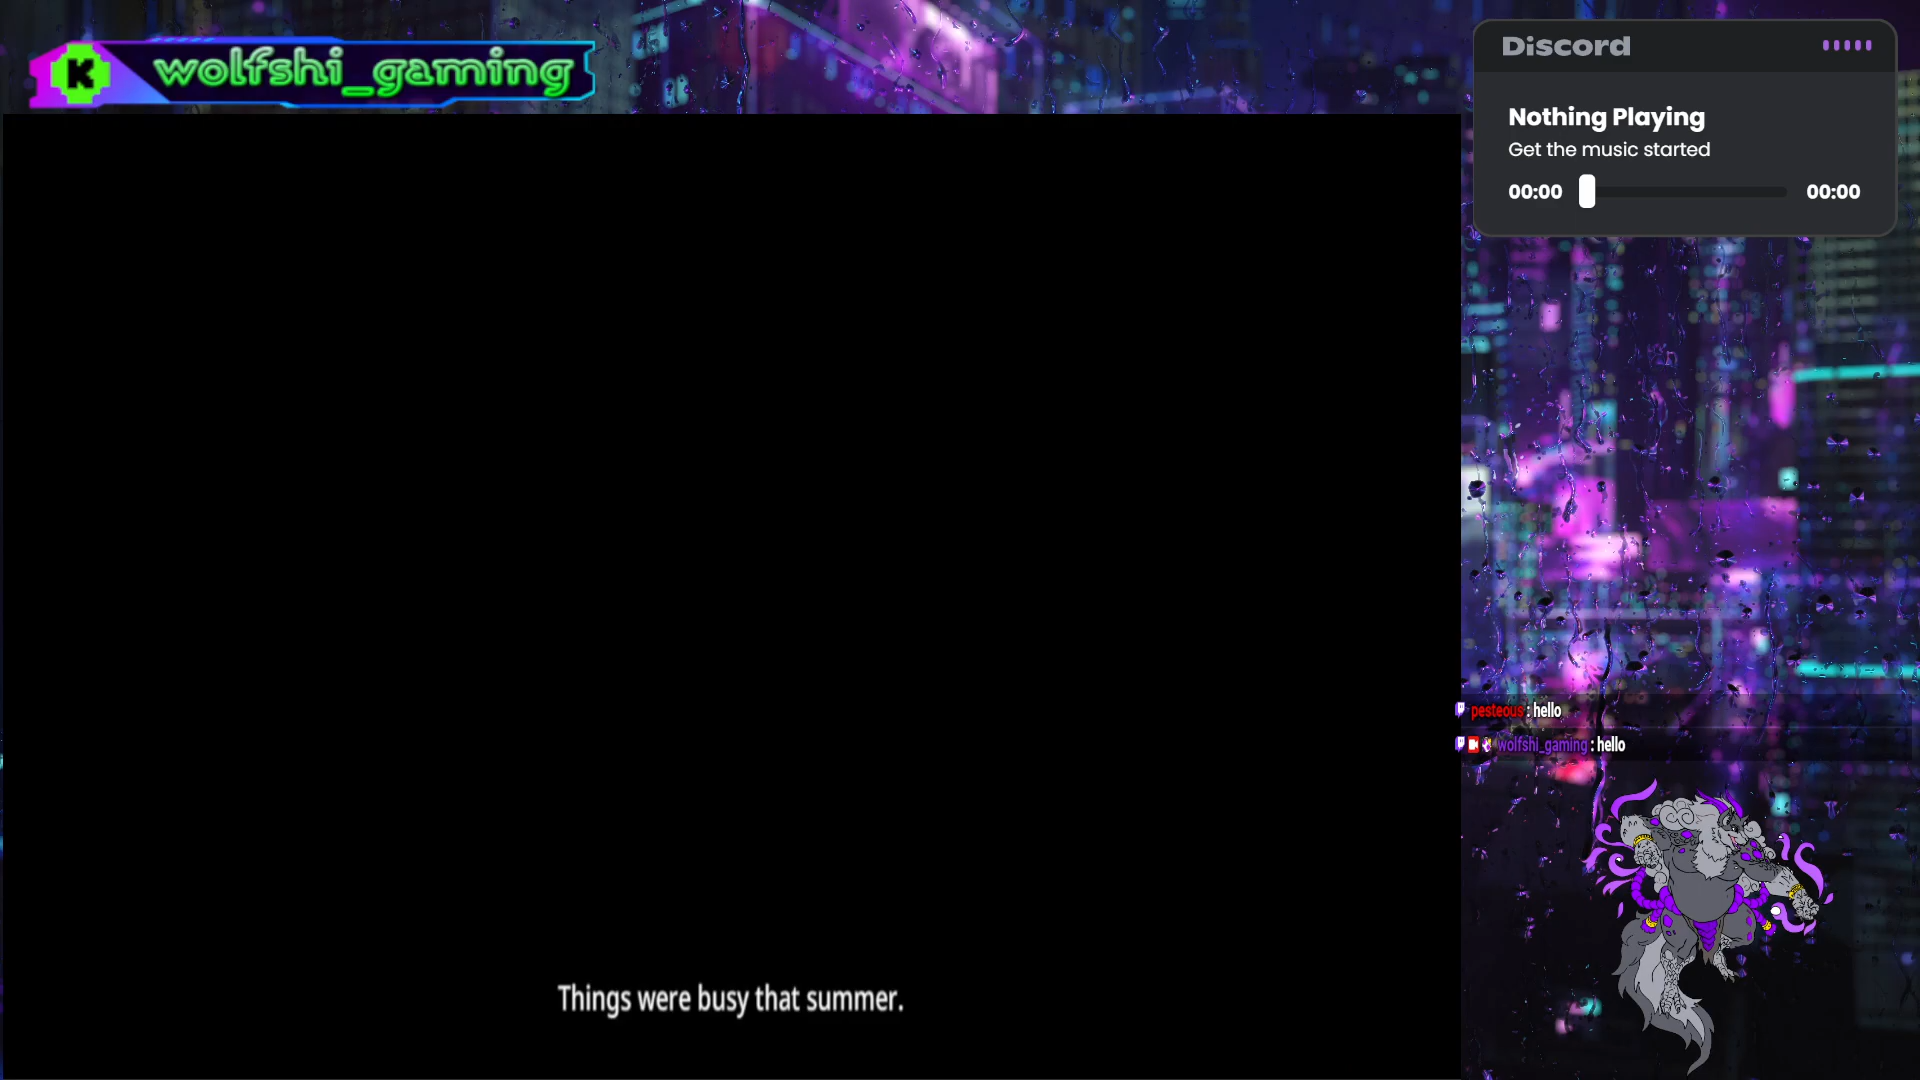 K
wolfshi_gaming
Discord
Nothing Playing
Get the music started
00:00
00:00
pesteous : hello
wolfshi_gaming : hello
Things were busy that summer.